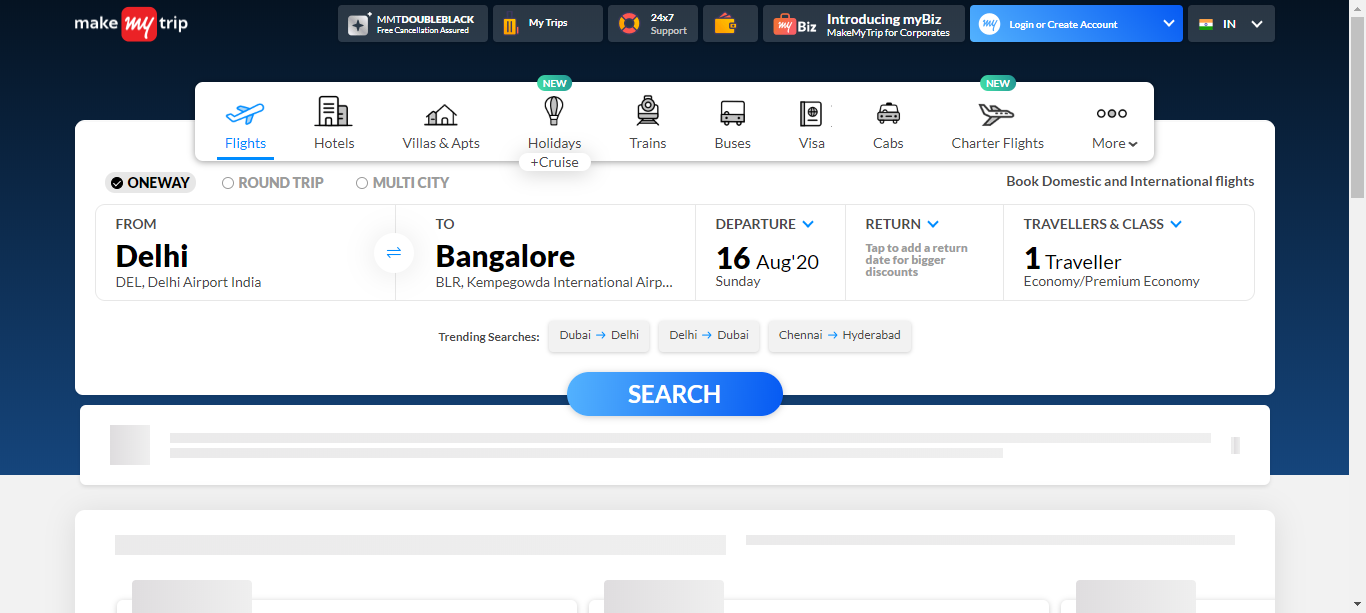 make my trip
MMTDOUBLEBLACK
Free Cancellation Assured
My Trips
24x7
Support
my Biz
Introducing myBiz
MakeMyTrip for Corporates
my
Login or Create Account
IN
NEW
NEW
Flights
Hotels
Villas & Apts
Holidays
Trains
Buses
Visa
Cabs
Charter Flights
More
+Cruise
ONEWAY
ROUND TRIP
MULTI CITY
Book Domestic and International flights
FROM
Delhi
DEL, Delhi Airport India
TO
Bangalore
BLR, Kempegowda International Airp...
DEPARTURE
16 Aug'20
Sunday
RETURN
Tap to add a return
date for bigger
discounts
TRAVELLERS & CLASS
1 Traveller
Economy/Premium Economy
Trending Searches:
Dubai → Delhi
Delhi → Dubai
Chennai → Hyderabad
SEARCH